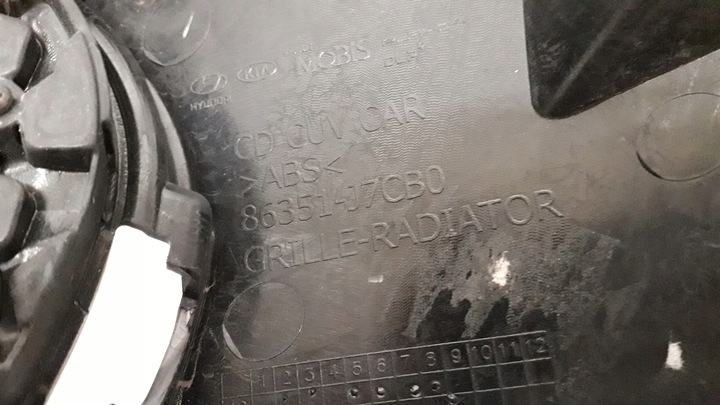 HYUNDAI KIA MOBIS
CD CUV CAR
>ABS<
86351-J7CB0
GRILLE-RADIATOR
1 2 3 4 5 6 7 8 9 10 11 12